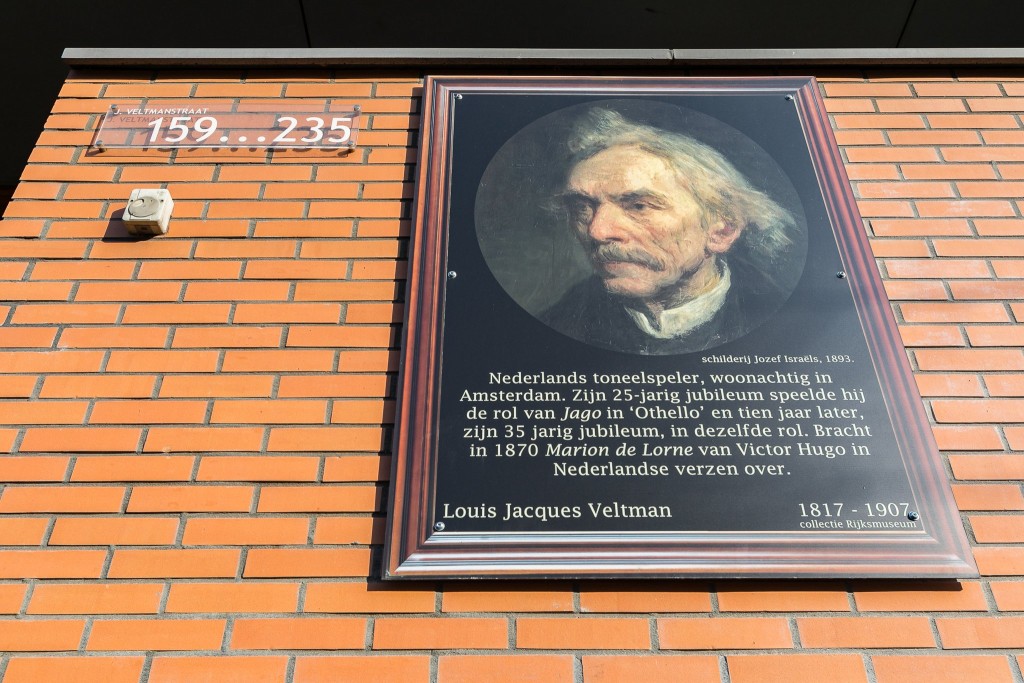 J. VELTMANSTRAAT
159...235
schilderij Jozef Israëls, 1893.
Nederlands toneelspeler, woonachtig in
Amsterdam. Zijn 25-jarig jubileum speelde hij
de rol van Jago in ‘Othello’ en tien jaar later,
zijn 35 jarig jubileum, in dezelfde rol. Bracht
in 1870 Marion de Lorne van Victor Hugo in
Nederlandse verzen over.
Louis Jacques Veltman
1817 - 1907
collectie Rijksmuseum